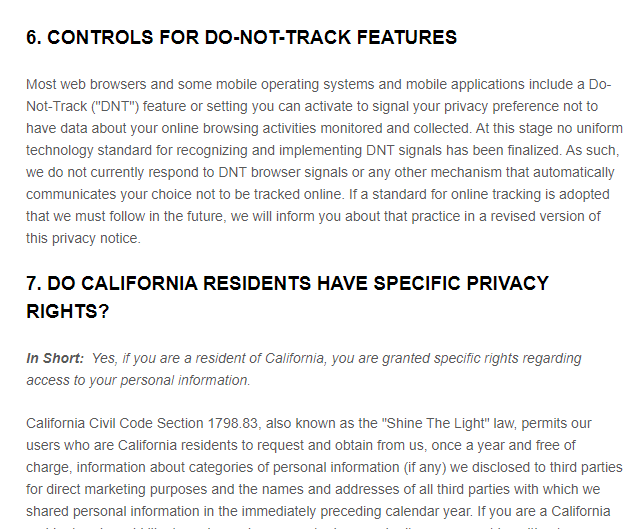 6. CONTROLS FOR DO-NOT-TRACK FEATURES
Most web browsers and some mobile operating systems and mobile applications include a Do-
Not-Track ("DNT") feature or setting you can activate to signal your privacy preference not to
have data about your online browsing activities monitored and collected. At this stage no uniform
technology standard for recognizing and implementing DNT signals has been finalized. As such,
we do not currently respond to DNT browser signals or any other mechanism that automatically
communicates your choice not to be tracked online. If a standard for online tracking is adopted
that we must follow in the future, we will inform you about that practice in a revised version of
this privacy notice.
7. DO CALIFORNIA RESIDENTS HAVE SPECIFIC PRIVACY
RIGHTS?
In Short: Yes, if you are a resident of California, you are granted specific rights regarding
access to your personal information.
California Civil Code Section 1798.83, also known as the "Shine The Light" law, permits our
users who are California residents to request and obtain from us, once a year and free of
charge, information about categories of personal information (if any) we disclosed to third parties
for direct marketing purposes and the names and addresses of all third parties with which we
shared personal information in the immediately preceding calendar year. If you are a California